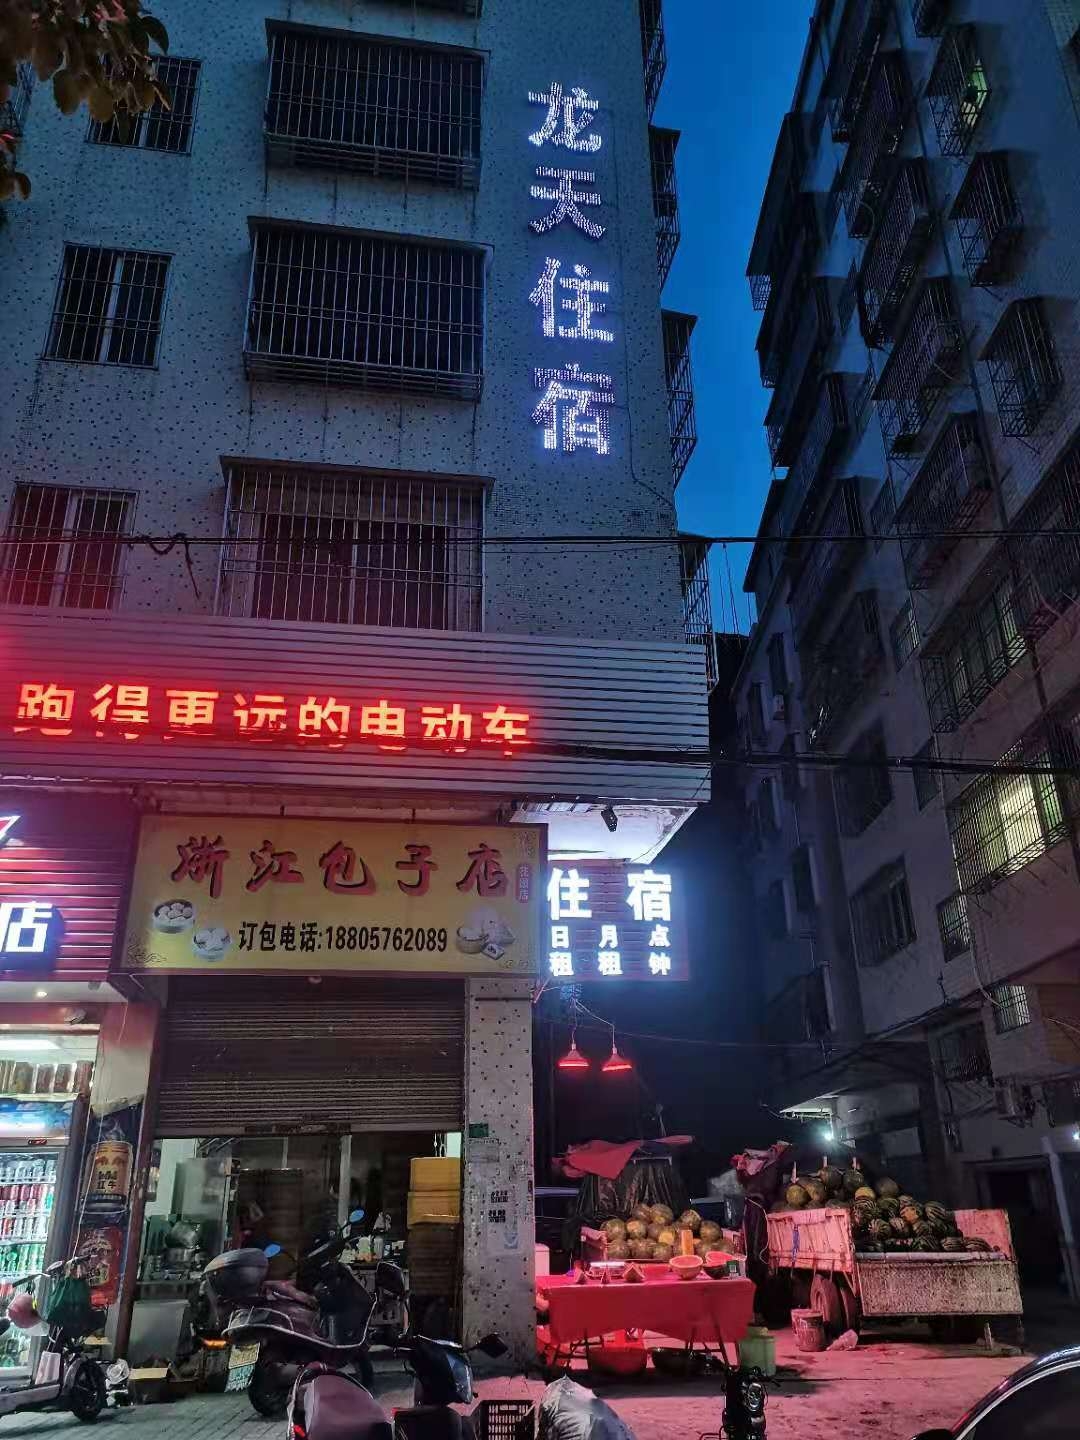 龙天住宿
跑得更远的电动车
浙江包子店
订包电话:18805762089
店
住宿
日租 月租 点钟